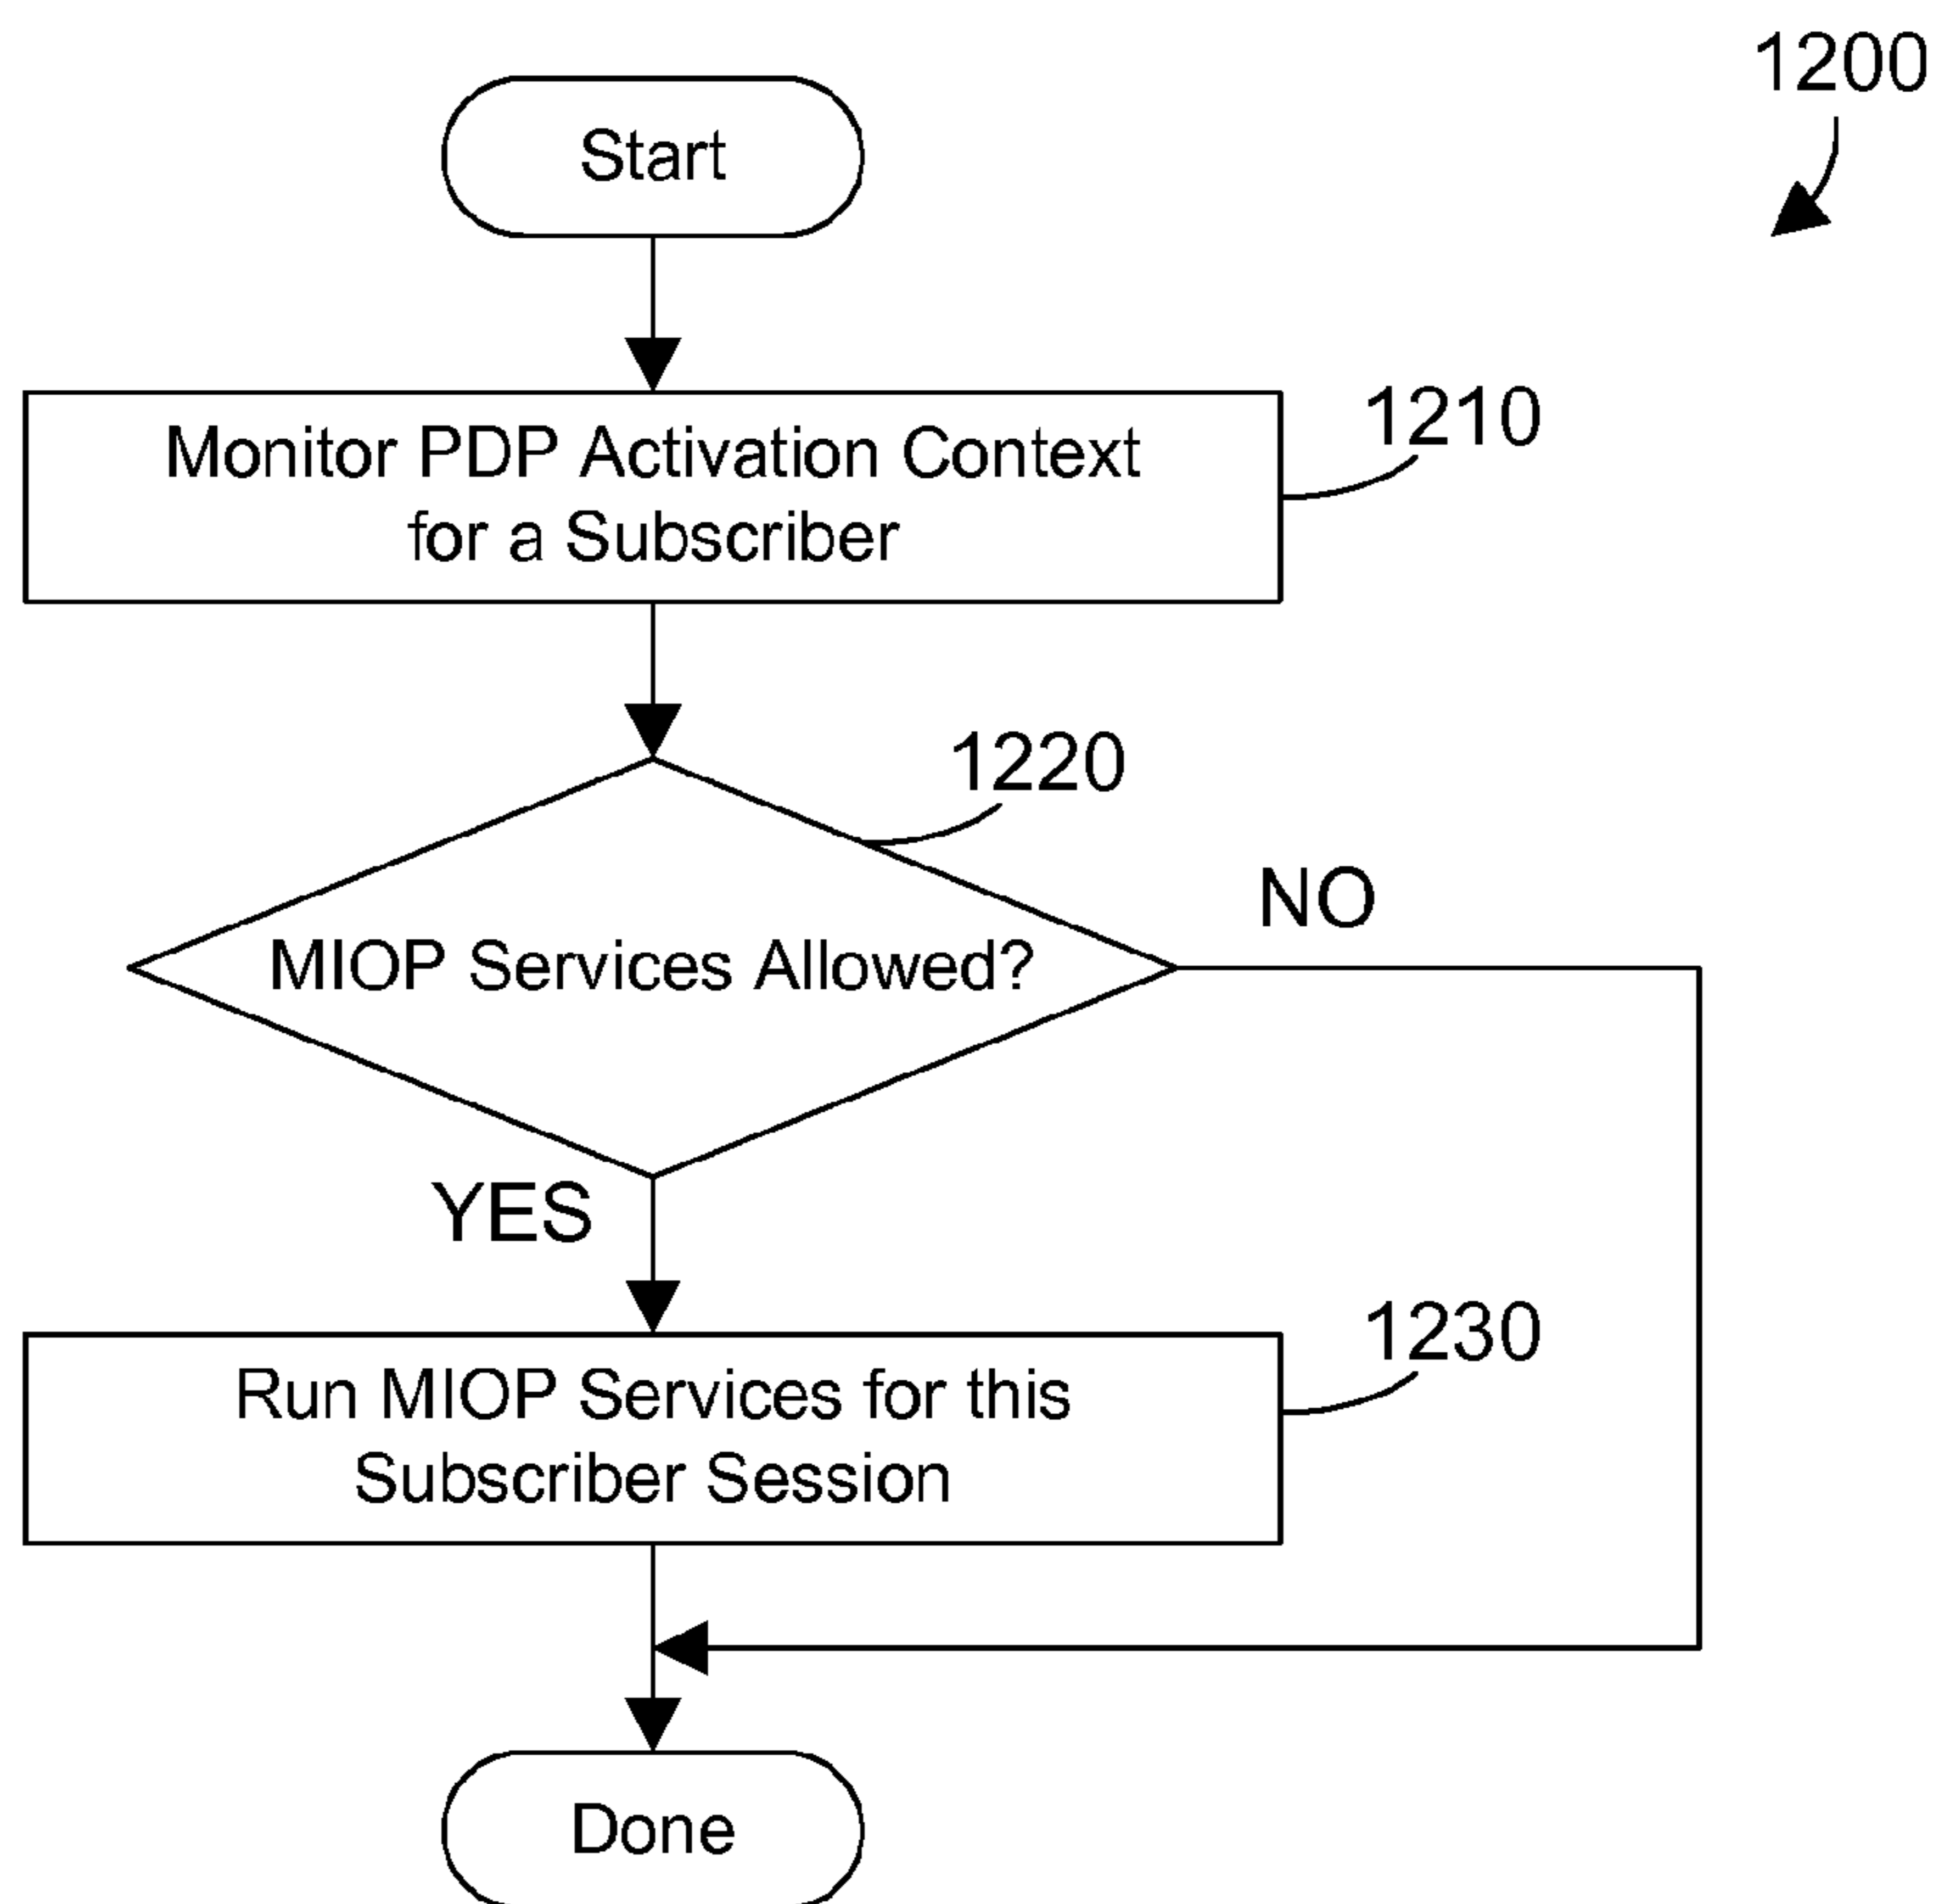 1200
Start
Monitor PDP Activation Context
for a Subscriber
1210
1220
MIOP Services Allowed?
NO
YES
Run MIOP Services for this
Subscriber Session
1230
Done